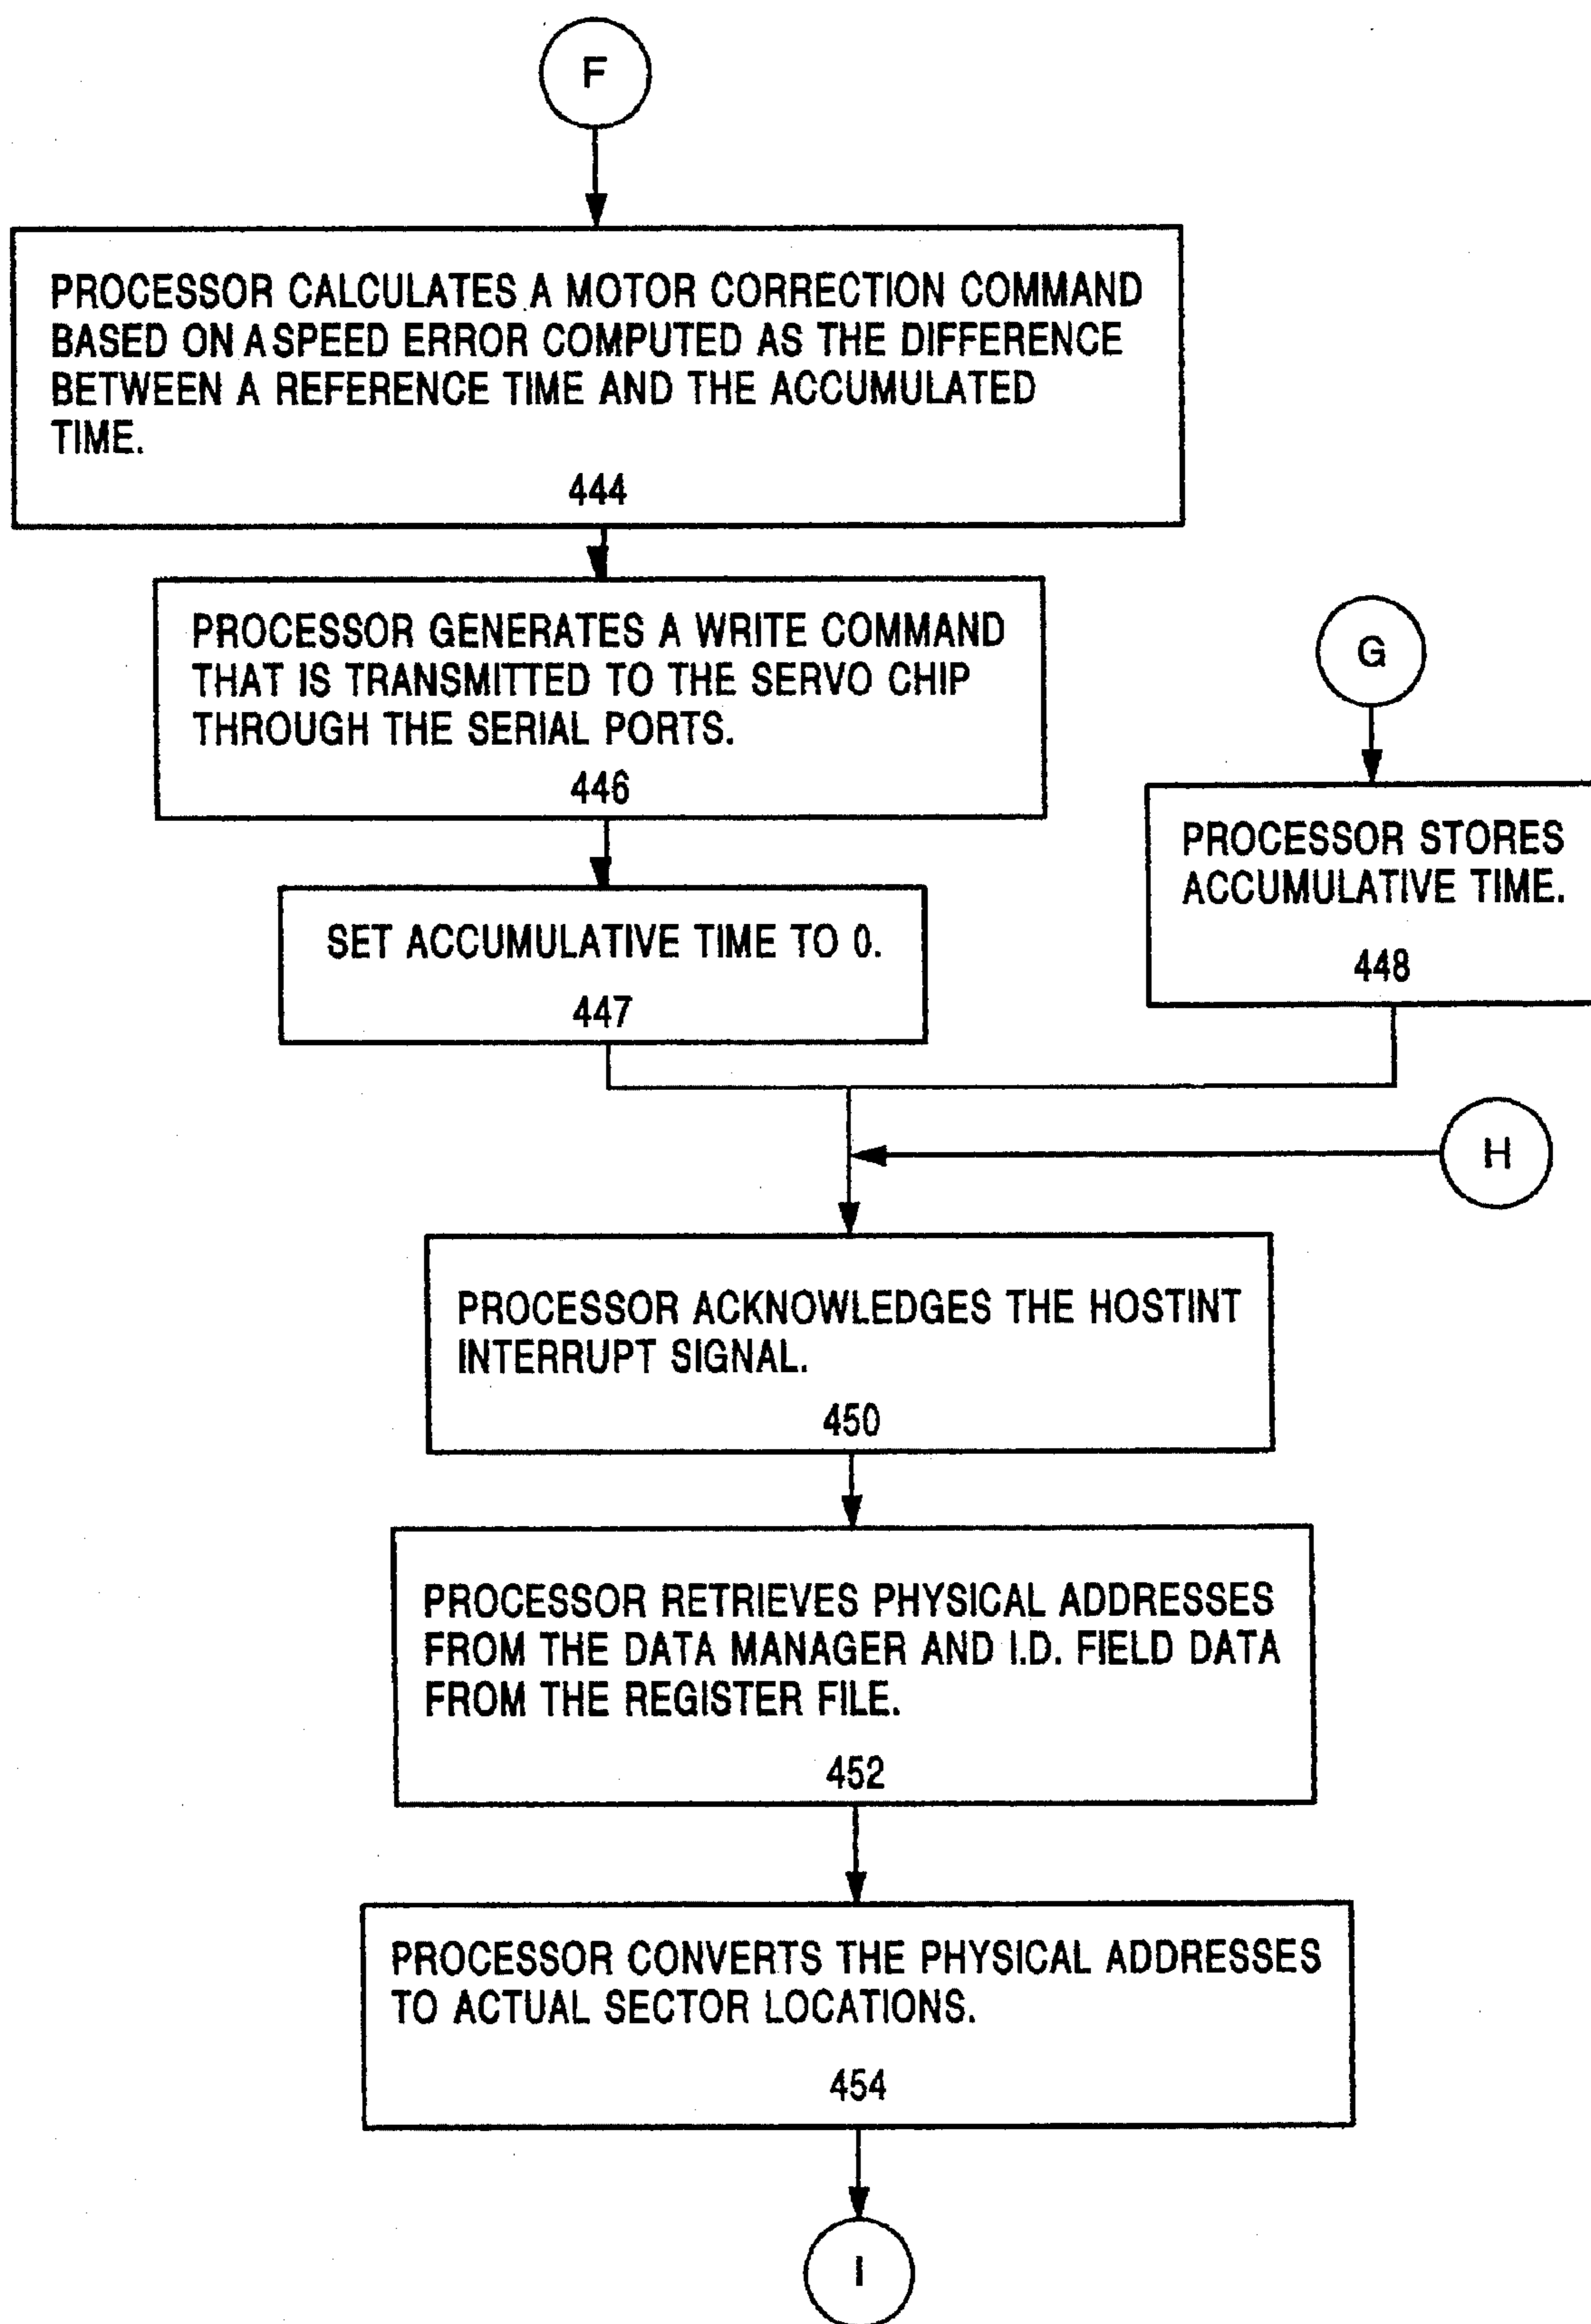 F
PROCESSOR CALCULATES A MOTOR CORRECTION COMMAND
BASED ON A SPEED ERROR COMPUTED AS THE DIFFERENCE
BETWEEN A REFERENCE TIME AND THE ACCUMULATED
TIME.
444
PROCESSOR GENERATES A WRITE COMMAND
THAT IS TRANSMITTED TO THE SERVO CHIP
THROUGH THE SERIAL PORTS.
446
G
SET ACCUMULATIVE TIME TO 0.
447
PROCESSOR STORES
ACCUMULATIVE TIME.
448
H
PROCESSOR ACKNOWLEDGES THE HOSTINT
INTERRUPT SIGNAL.
450
PROCESSOR RETRIEVES PHYSICAL ADDRESSES
FROM THE DATA MANAGER AND I.D. FIELD DATA
FROM THE REGISTER FILE.
452
PROCESSOR CONVERTS THE PHYSICAL ADDRESSES
TO ACTUAL SECTOR LOCATIONS.
454
I